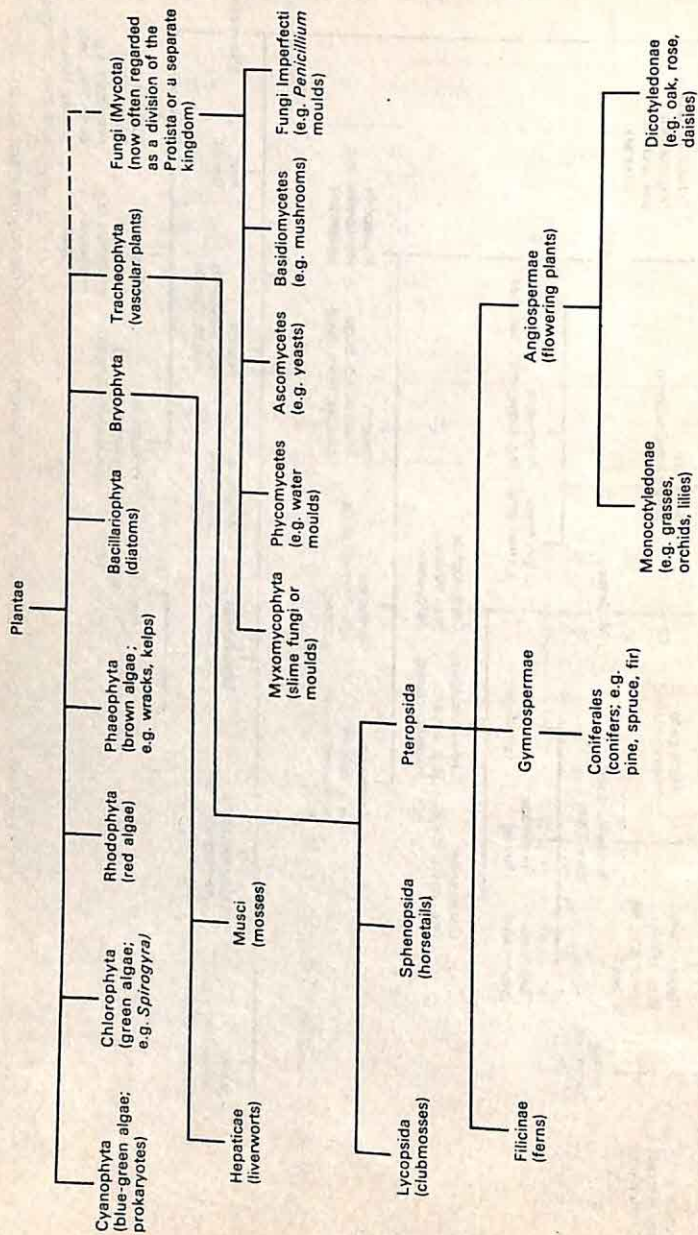 Plantae
Cyanophyta
(blue-green algae;
prokaryotes)
Chlorophyta
(green algae;
e.g. Spirogyra)
Rhodophyta
(red algae)
Phaeophyta
(brown algae;
e.g. wracks, kelps)
Bacillariophyta
(diatoms)
Bryophyta
Tracheophyta
(vascular plants)
Fungi (Mycota)
(now often regarded
as a division of the
Protista or u separate
kingdom)
Hepaticae
(liverworts)
Musci
(mosses)
Myxomycophyta
(slime fungi or
moulds)
Phycomycetes
(e.g. water
moulds)
Ascomycetes
(e.g. yeasts)
Basidiomycetes
(e.g. mushrooms)
Fungi Imperfecti
(e.g. Penicillium
moulds)
Lycopsida
(clubmosses)
Sphenopsida
(horsetails)
Pteropsida
Filicinae
(ferns)
Gymnospermae
Angiospermae
(flowering plants)
Coniferales
(conifers; e.g.
pine, spruce, fir)
Monocotyledonae
(e.g. grasses,
orchids, lilies)
Dicotyledonae
(e.g. oak, rose,
daisies)